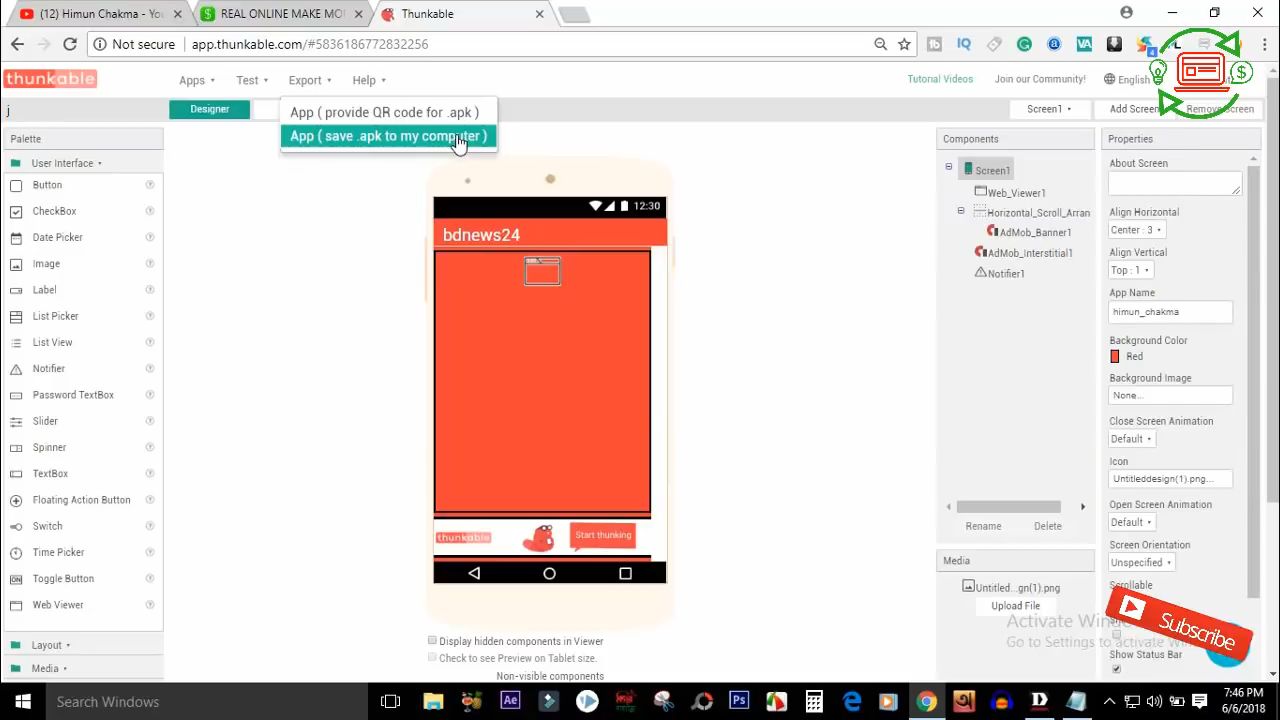 (12) Himun Chakma - Yo
REAL ONLINE MAKE MO
Thunkable
Not secure
app.thunkable.com/#5836186772832256
thunkable
Apps
Test
Export
Help
Tutorial Videos
Join our Community!
English
j
Designer
App ( provide QR code for .apk )
App ( save .apk to my computer )
Screen1
Add Screen
Remove Screen
Palette
User Interface
Button
CheckBox
Date Picker
Image
Label
List Picker
List View
Notifier
Password TextBox
Slider
Spinner
TextBox
Floating Action Button
Switch
Time Picker
Toggle Button
Web Viewer
Layout
Media
12:30
bdnews24
thunkable
Start thunking
Display hidden components in Viewer
Check to see Preview on Tablet size.
Non-visible components
Components
Screen1
Web_Viewer1
Horizontal_Scroll_Arran
AdMob_Banner1
AdMob_Interstitial1
Notifier1
Rename
Delete
Media
Untitled...gn(1).png
Upload File
Properties
About Screen
Align Horizontal
Center : 3
Align Vertical
Top : 1
App Name
himun_chakma
Background Color
Red
Background Image
None...
Close Screen Animation
Default
Icon
Untitleddesign(1).png...
Open Screen Animation
Default
Screen Orientation
Unspecified
Scrollable
Show Status Bar
Subscribe
Go to Settings to activate Windows.
Search Windows
7:46 PM
6/6/2018